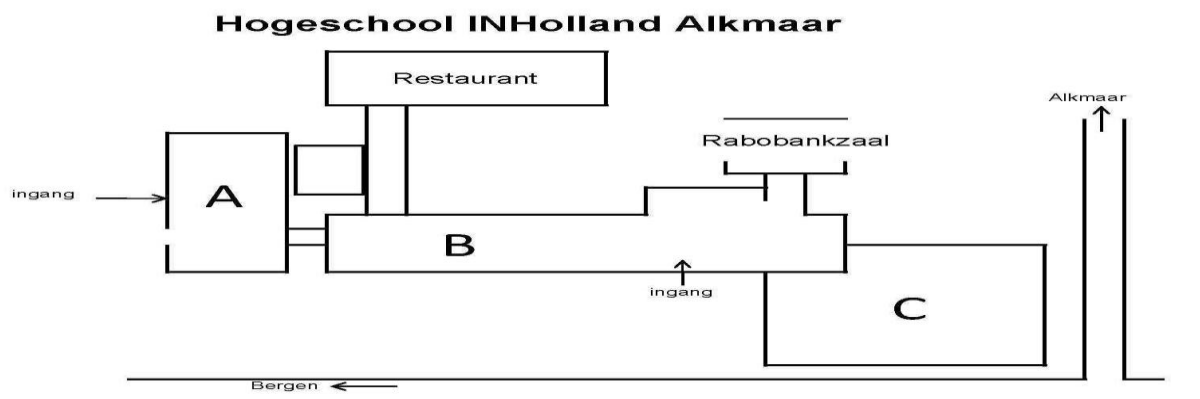 Hogeschool INHolland Alkmaar
Restaurant
Alkmaar
Rabobankzaal
ingang
A
B
ingang
C
Bergen